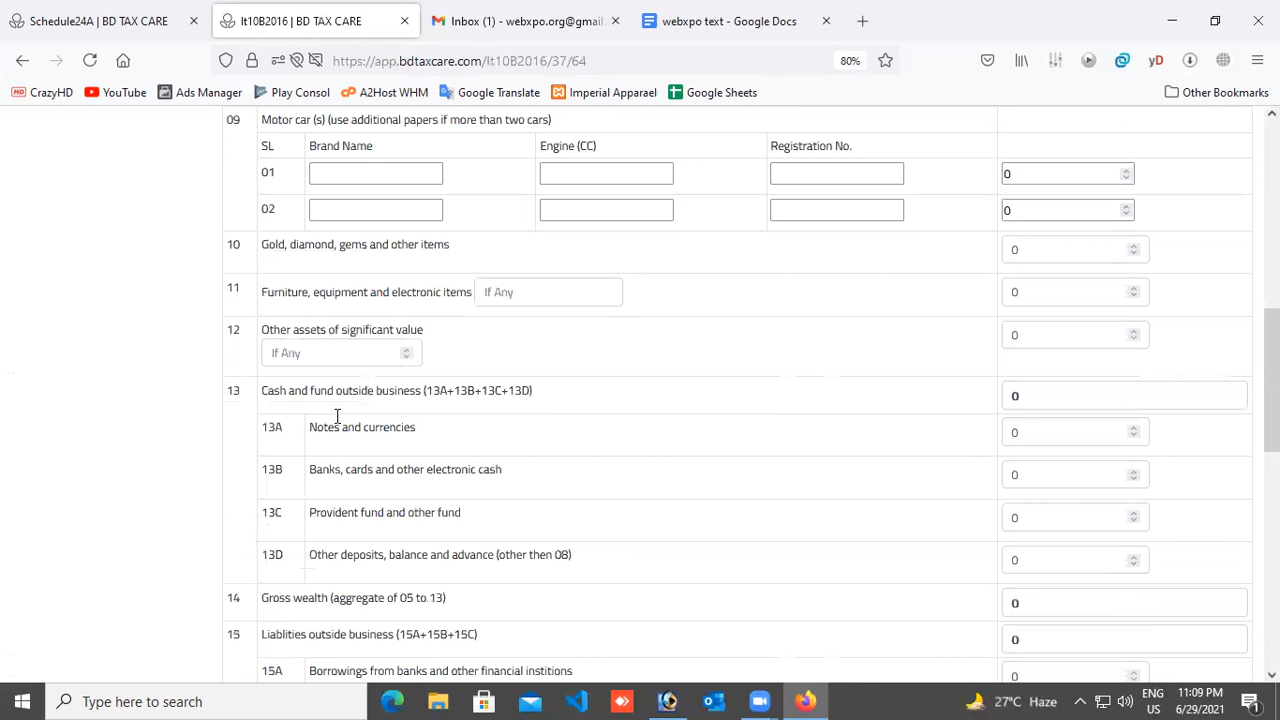 Schedule24A | BD TAX CARE
It10B2016 | BD TAX CARE
Inbox (1) - webxpo.org@gmail.
webxpo text - Google Docs
https://app.bdtaxcare.com/It10B2016/37/64
80%
CrazyHD
YouTube
Ads Manager
Play Consol
A2Host WHM
Google Translate
Imperial Apparael
Google Sheets
Other Bookmarks
09 Motor car (s) (use additional papers if more than two cars)
SL Brand Name Engine (CC) Registration No.
01 0
02 0
10 Gold, diamond, gems and other items 0
11 Furniture, equipment and electronic items If Any 0
12 Other assets of significant value 0
If Any
13 Cash and fund outside business (13A+13B+13C+13D) 0
13A Notes and currencies 0
13B Banks, cards and other electronic cash 0
13C Provident fund and other fund 0
13D Other deposits, balance and advance (other then 08) 0
14 Gross wealth (aggregate of 05 to 13) 0
15 Liablities outside business (15A+15B+15C) 0
15A Borrowings from banks and other financial institions 0
Type here to search
27°C Haze
ENG
US
11:09 PM
6/29/2021